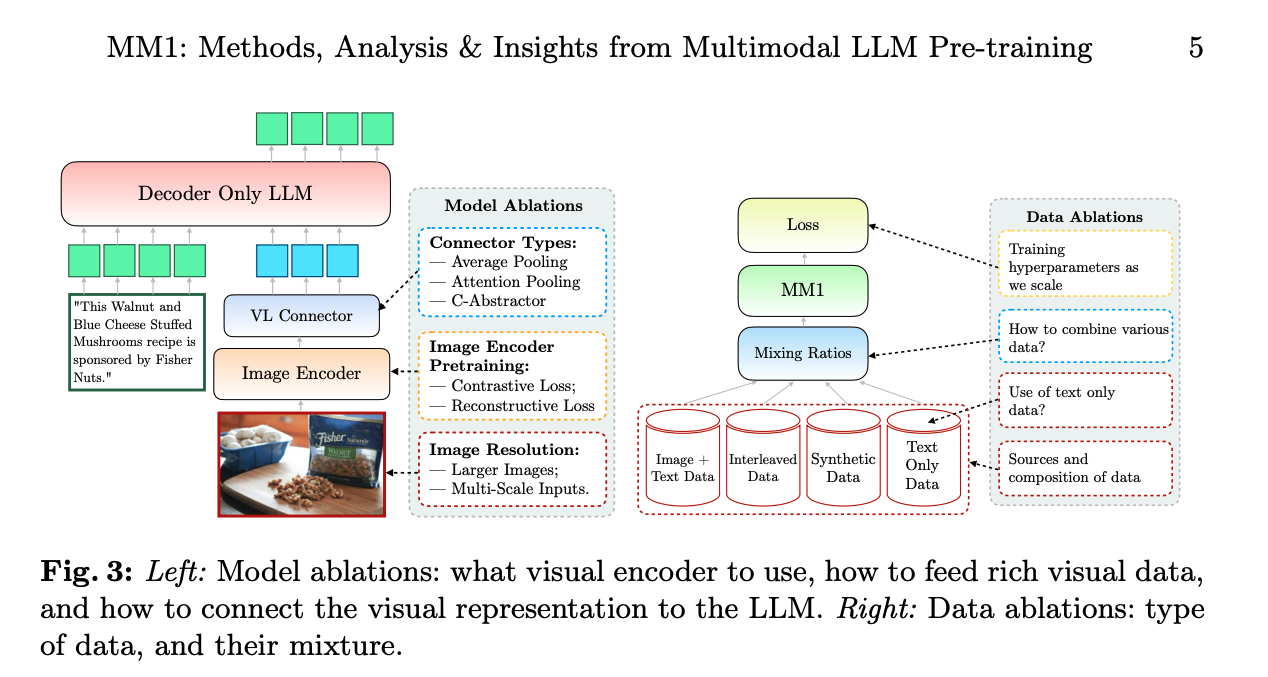 MM1: Methods, Analysis & Insights from Multimodal LLM Pre-training 5
Decoder Only LLM
"This Walnut and
Blue Cheese Stuffed
Mushrooms recipe is
sponsored by Fisher
Nuts."
VL Connector
Image Encoder
Fisher
Naturals
WALNUT
Model Ablations
Connector Types:
— Average Pooling
— Attention Pooling
— C-Abstractor
Image Encoder
Pretraining:
— Contrastive Loss;
— Reconstructive Loss
Image Resolution:
— Larger Images;
— Multi-Scale Inputs.
Loss
MM1
Mixing Ratios
Image +
Text Data
Interleaved
Data
Synthetic
Data
Text
Only
Data
Data Ablations
Training
hyperparameters as
we scale
How to combine various
data?
Use of text only
data?
Sources and
composition of data
Fig. 3: Left: Model ablations: what visual encoder to use, how to feed rich visual data,
and how to connect the visual representation to the LLM. Right: Data ablations: type
of data, and their mixture.